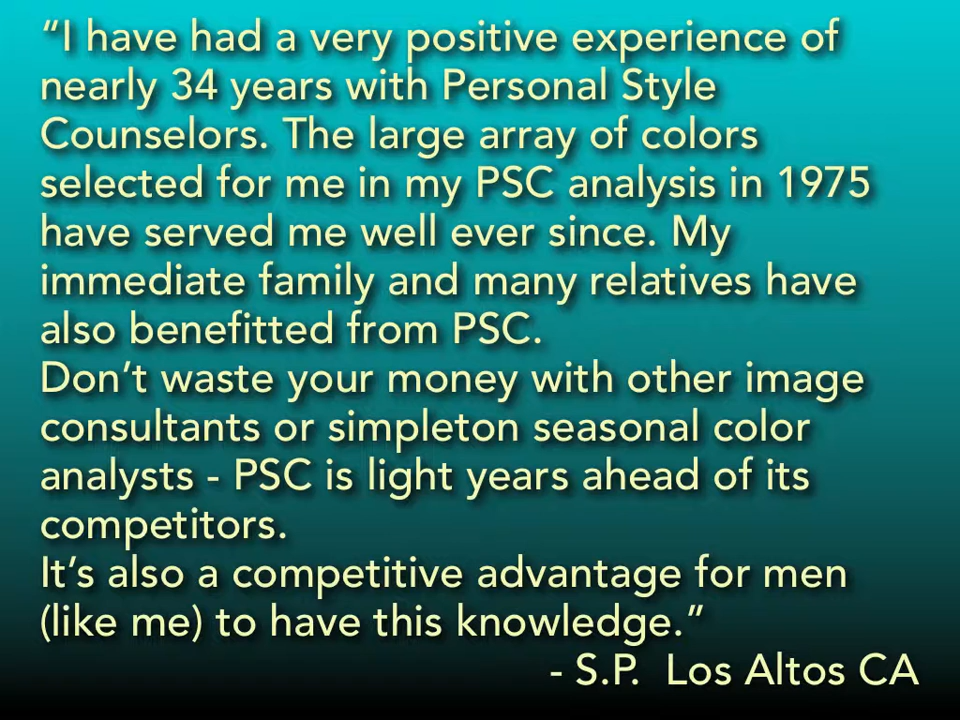 “I have had a very positive experience of
nearly 34 years with Personal Style
Counselors. The large array of colors
selected for me in my PSC analysis in 1975
have served me well ever since. My
immediate family and many relatives have
also benefitted from PSC.
Don’t waste your money with other image
consultants or simpleton seasonal color
analysts - PSC is light years ahead of its
competitors.
It’s also a competitive advantage for men
(like me) to have this knowledge.”
- S.P.  Los Altos CA